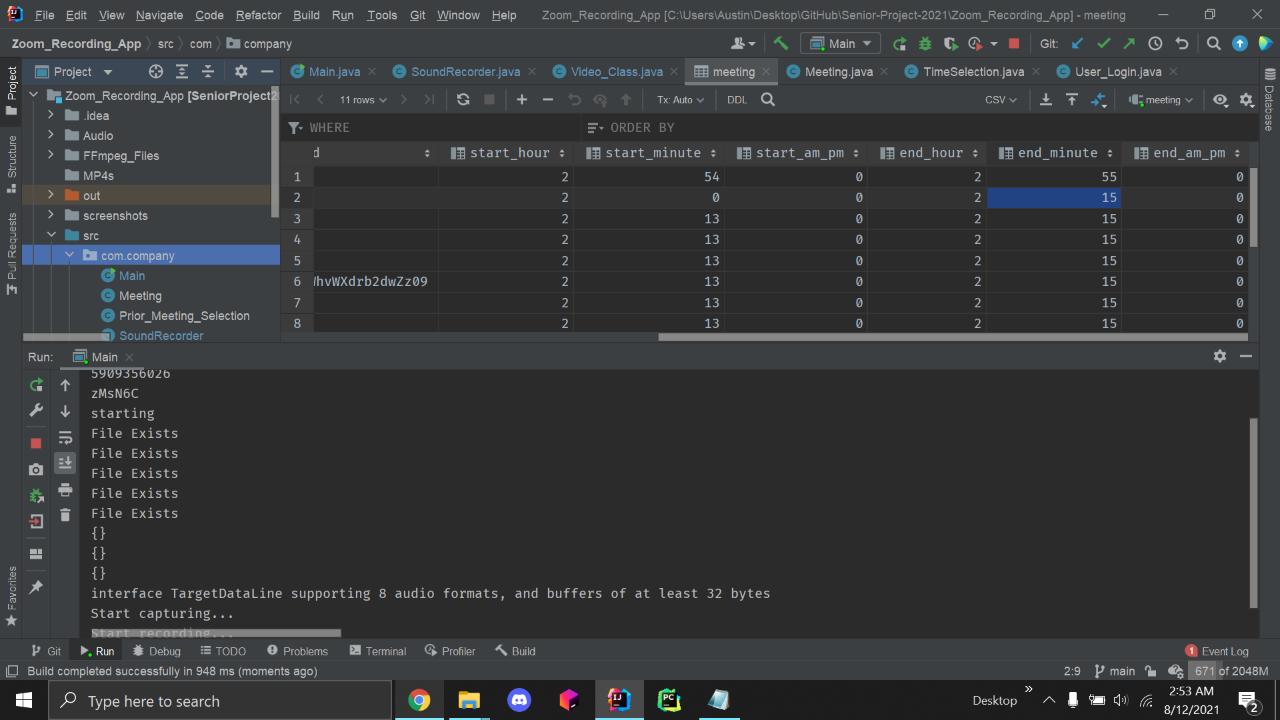 File Edit View Navigate Code Refactor Build Run Tools Git Window Help Zoom_Recording_App [C:\Users\Austin\Desktop\GitHub\Senior-Project-2021\Zoom_Recording_App] - meeting
Zoom_Recording_App src com company Main Git:
Project Main.java SoundRecorder.java Video_Class.java meeting Meeting.java TimeSelection.java User_Login.java
Zoom_Recording_App [SeniorProject2 11 rows Tx: Auto DDL CSV meeting
.idea WHERE ORDER BY
Audio
FFmpeg_Files
MP4s
out
screenshots
src
com.company
Main
Meeting
Prior_Meeting_Selection
SoundRecorder
d start_hour start_minute start_am_pm end_hour end_minute end_am_pm
1 2 54 0 2 55 0
2 2 0 0 2 15 0
3 2 13 0 2 15 0
4 2 13 0 2 15 0
5 2 13 0 2 15 0
6 WhvWXdrb2dwZz09 2 13 0 2 15 0
7 2 13 0 2 15 0
8 2 13 0 2 15 0
Project
Structure
Pull Requests
Favorites
Database
Run: Main
5909356026
zMsN6C
starting
File Exists
File Exists
File Exists
File Exists
File Exists
{}
{}
{}
interface TargetDataLine supporting 8 audio formats, and buffers of at least 32 bytes
Start capturing...
Start recording...
Git Run Debug TODO Problems Terminal Profiler Build 1 Event Log
Build completed successfully in 948 ms (moments ago) 2:9 main 671 of 2048M
Type here to search Desktop 2:53 AM
8/12/2021 2